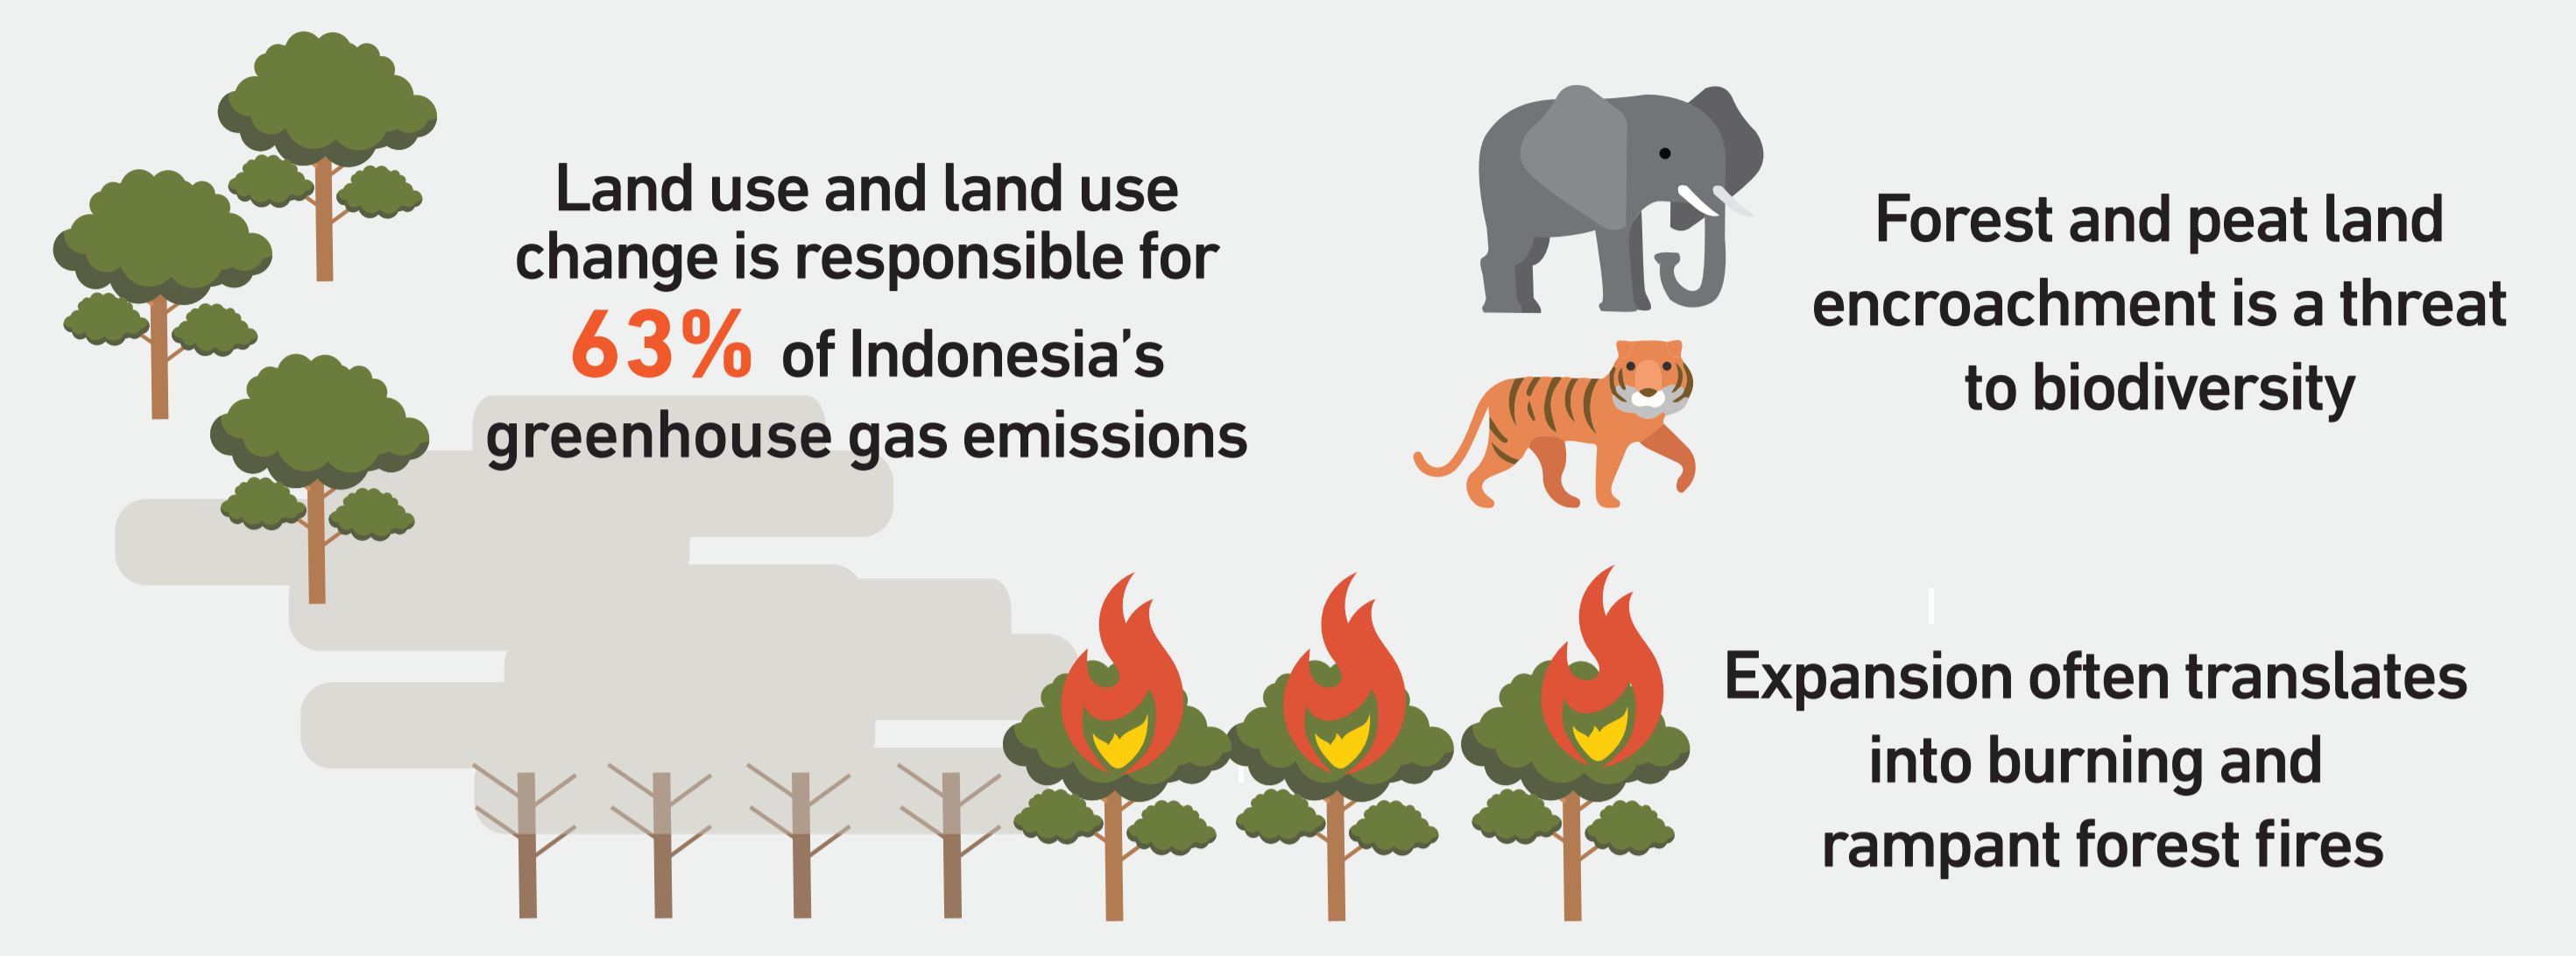 Land use and land use
change is responsible for
63% of Indonesia’s
greenhouse gas emissions
Forest and peat land
encroachment is a threat
to biodiversity
Expansion often translates
into burning and
rampant forest fires